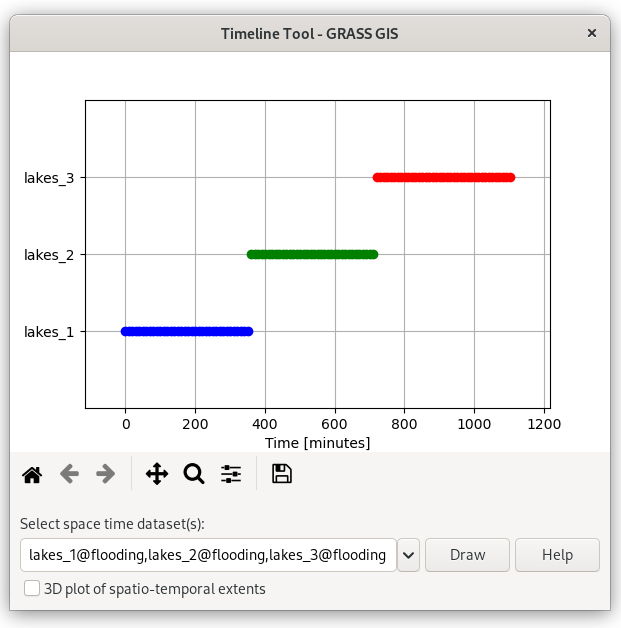 Timeline Tool - GRASS GIS
lakes_3
lakes_2
lakes_1
0 200 400 600 800 1000 1200
Time [minutes]
Select space time dataset(s):
lakes_1@flooding,lakes_2@flooding,lakes_3@flooding Draw Help
3D plot of spatio-temporal extents